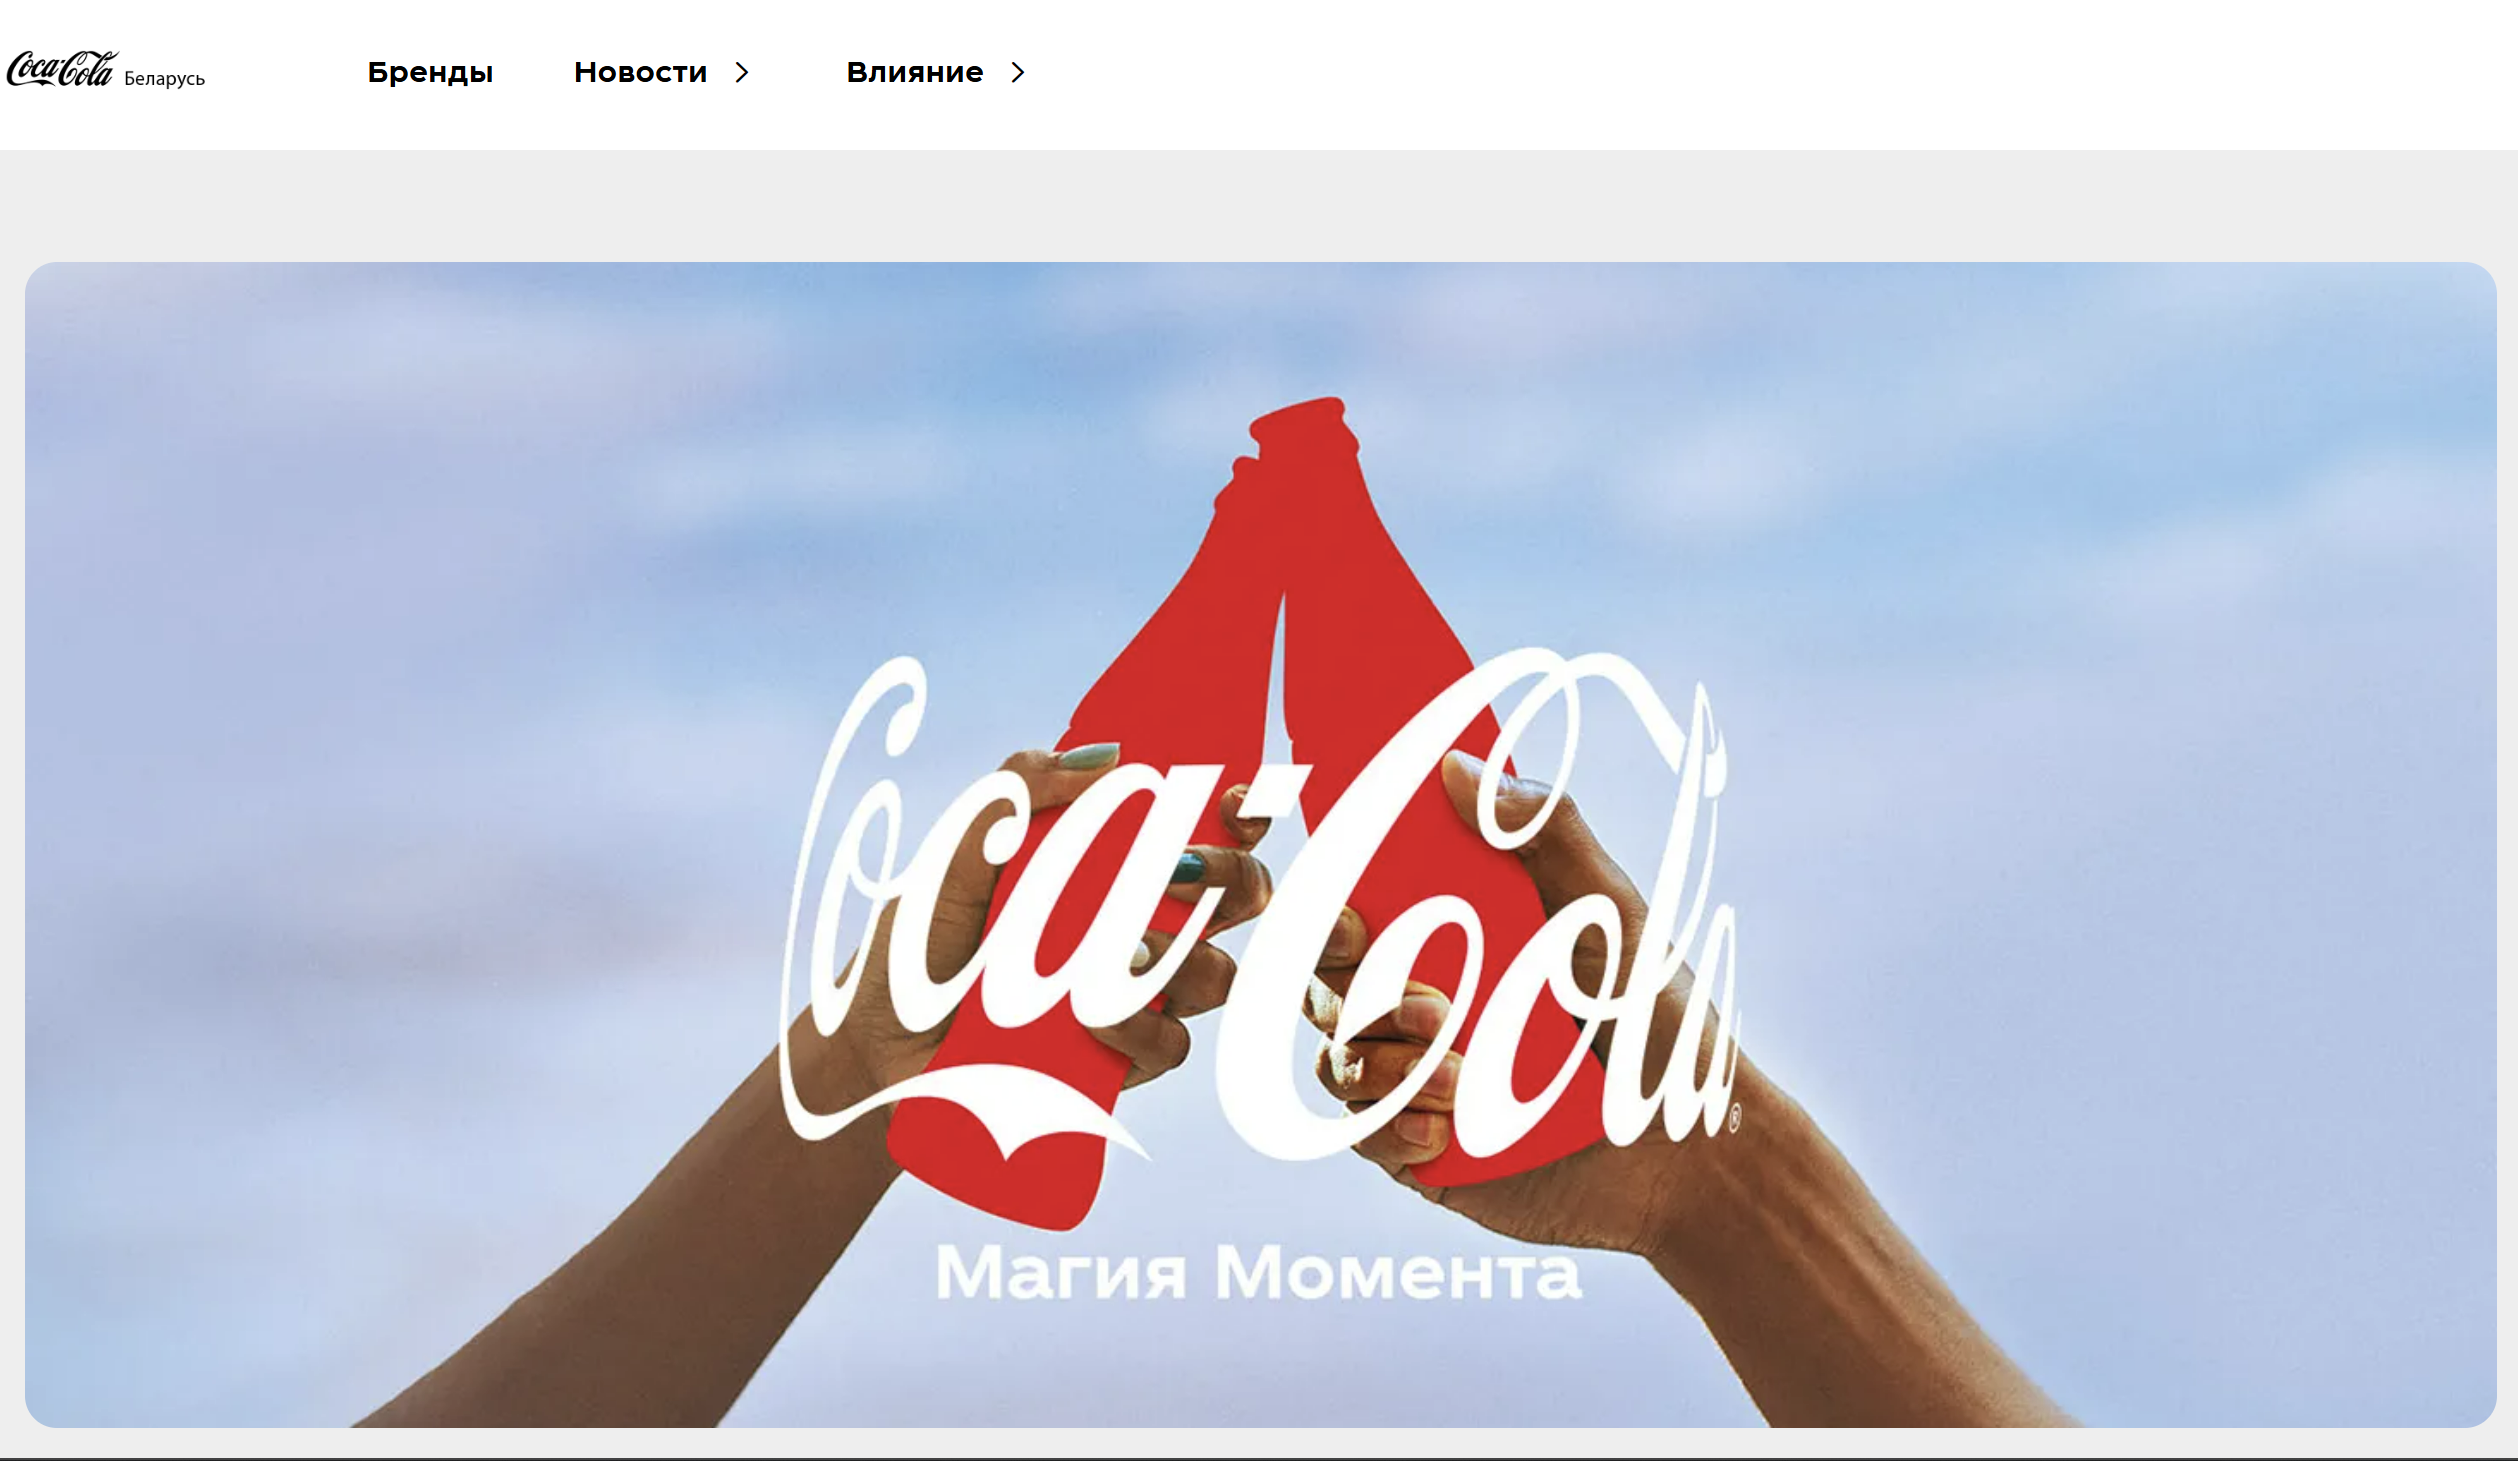 Coca-Cola Беларусь
Бренды
Новости
Влияние
Coca-Cola®
Магия Момента